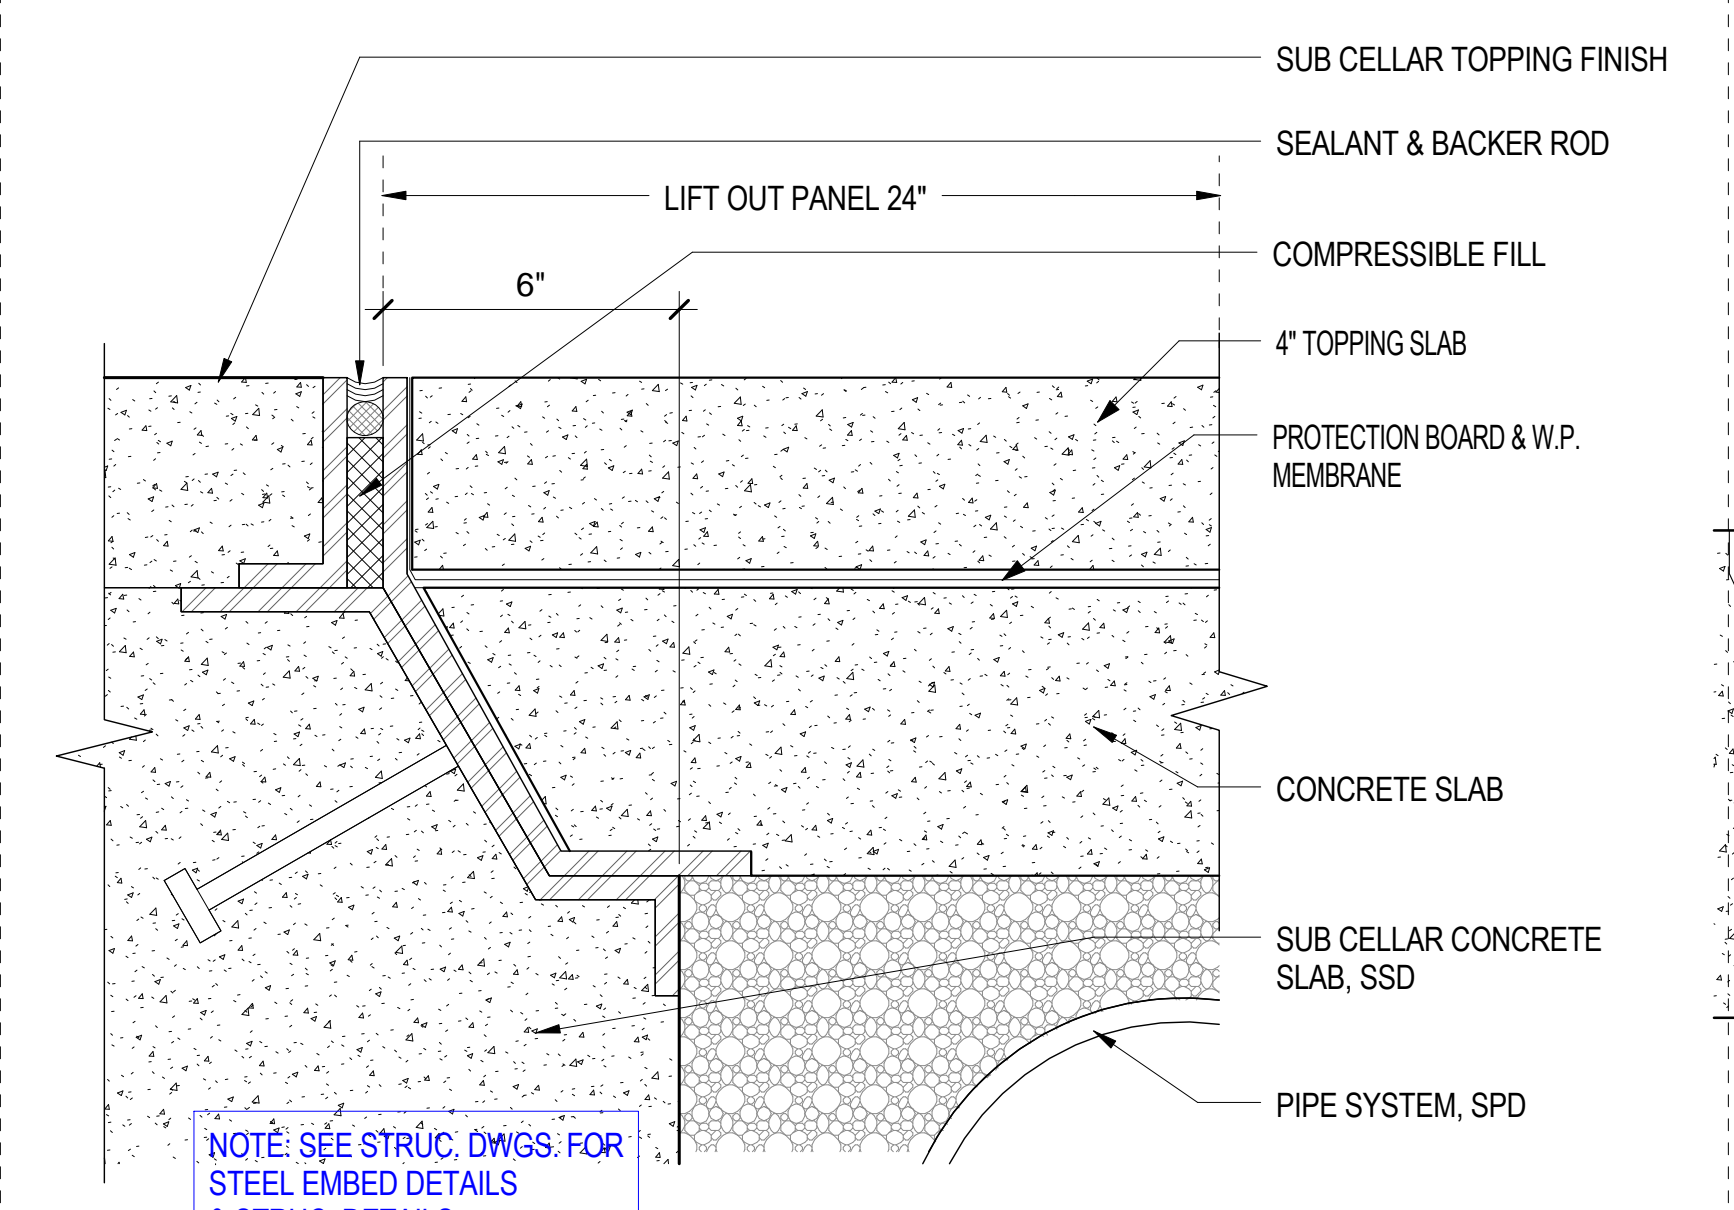 SUB CELLAR TOPPING FINISH
SEALANT & BACKER ROD
LIFT OUT PANEL 24"
COMPRESSIBLE FILL
6"
4" TOPPING SLAB
PROTECTION BOARD & W.P.
MEMBRANE
CONCRETE SLAB
SUB CELLAR CONCRETE
SLAB, SSD
PIPE SYSTEM, SPD
NOTE: SEE STRUC. DWGS. FOR
STEEL EMBED DETAILS
& STRUC. DETAILS